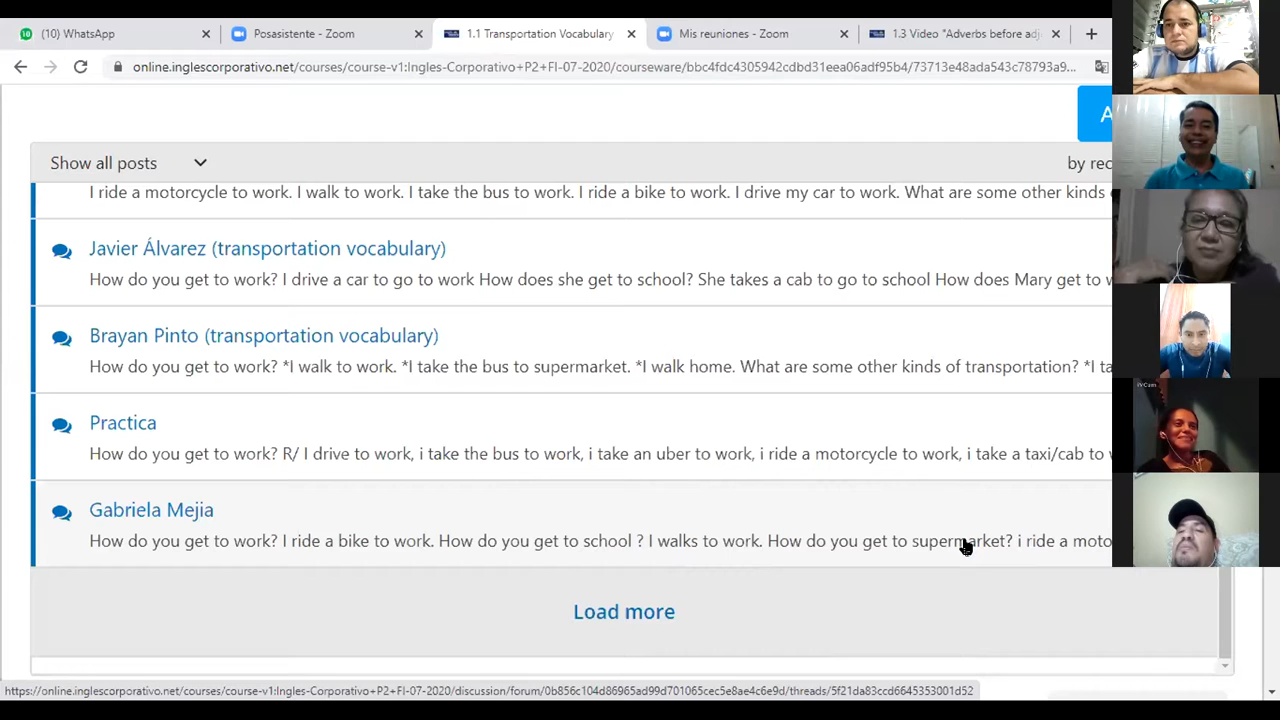 (10) WhatsApp
Posasistente - Zoom
1.1 Transportation Vocabulary
Mis reuniones - Zoom
1.3 Video "Adverbs before adj
online.inglescorporativo.net/courses/course-v1:Ingles-Corporativo+P2+FI-07-2020/courseware/bbc4fdc4305942cdbd31eea06adf95b4/73713e48ada543c78793a9...
A
Show all posts
by rec
I ride a motorcycle to work. I walk to work. I take the bus to work. I ride a bike to work. I drive my car to work. What are some other kinds
Javier Álvarez (transportation vocabulary)
How do you get to work? I drive a car to go to work How does she get to school? She takes a cab to go to school How does Mary get to
Brayan Pinto (transportation vocabulary)
How do you get to work? *I walk to work. *I take the bus to supermarket. *I walk home. What are some other kinds of transportation? *I ta
Practica
How do you get to work? R/ I drive to work, i take the bus to work, i take an uber to work, i ride a motorcycle to work, i take a taxi/cab to
Gabriela Mejia
How do you get to work? I ride a bike to work. How do you get to school ? I walks to work. How do you get to supermarket? i ride a moto
Load more
https://online.inglescorporativo.net/courses/course-v1:Ingles-Corporativo+P2+FI-07-2020/discussion/forum/0b856c104d86965ad99d701065cec5e8ae4c6e9d/threads/5f21da83ccd6645353001d52